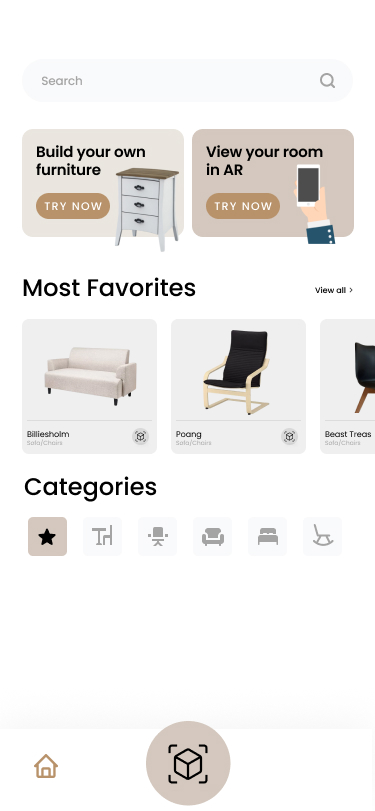 Search
Build your own
furniture
TRY NOW
View your room
in AR
TRY NOW
Most Favorites
View all >
Billiesholm
Sofa/Chairs
Poang
Sofa/Chairs
Beast Treas
Sofa/Chairs
Categories